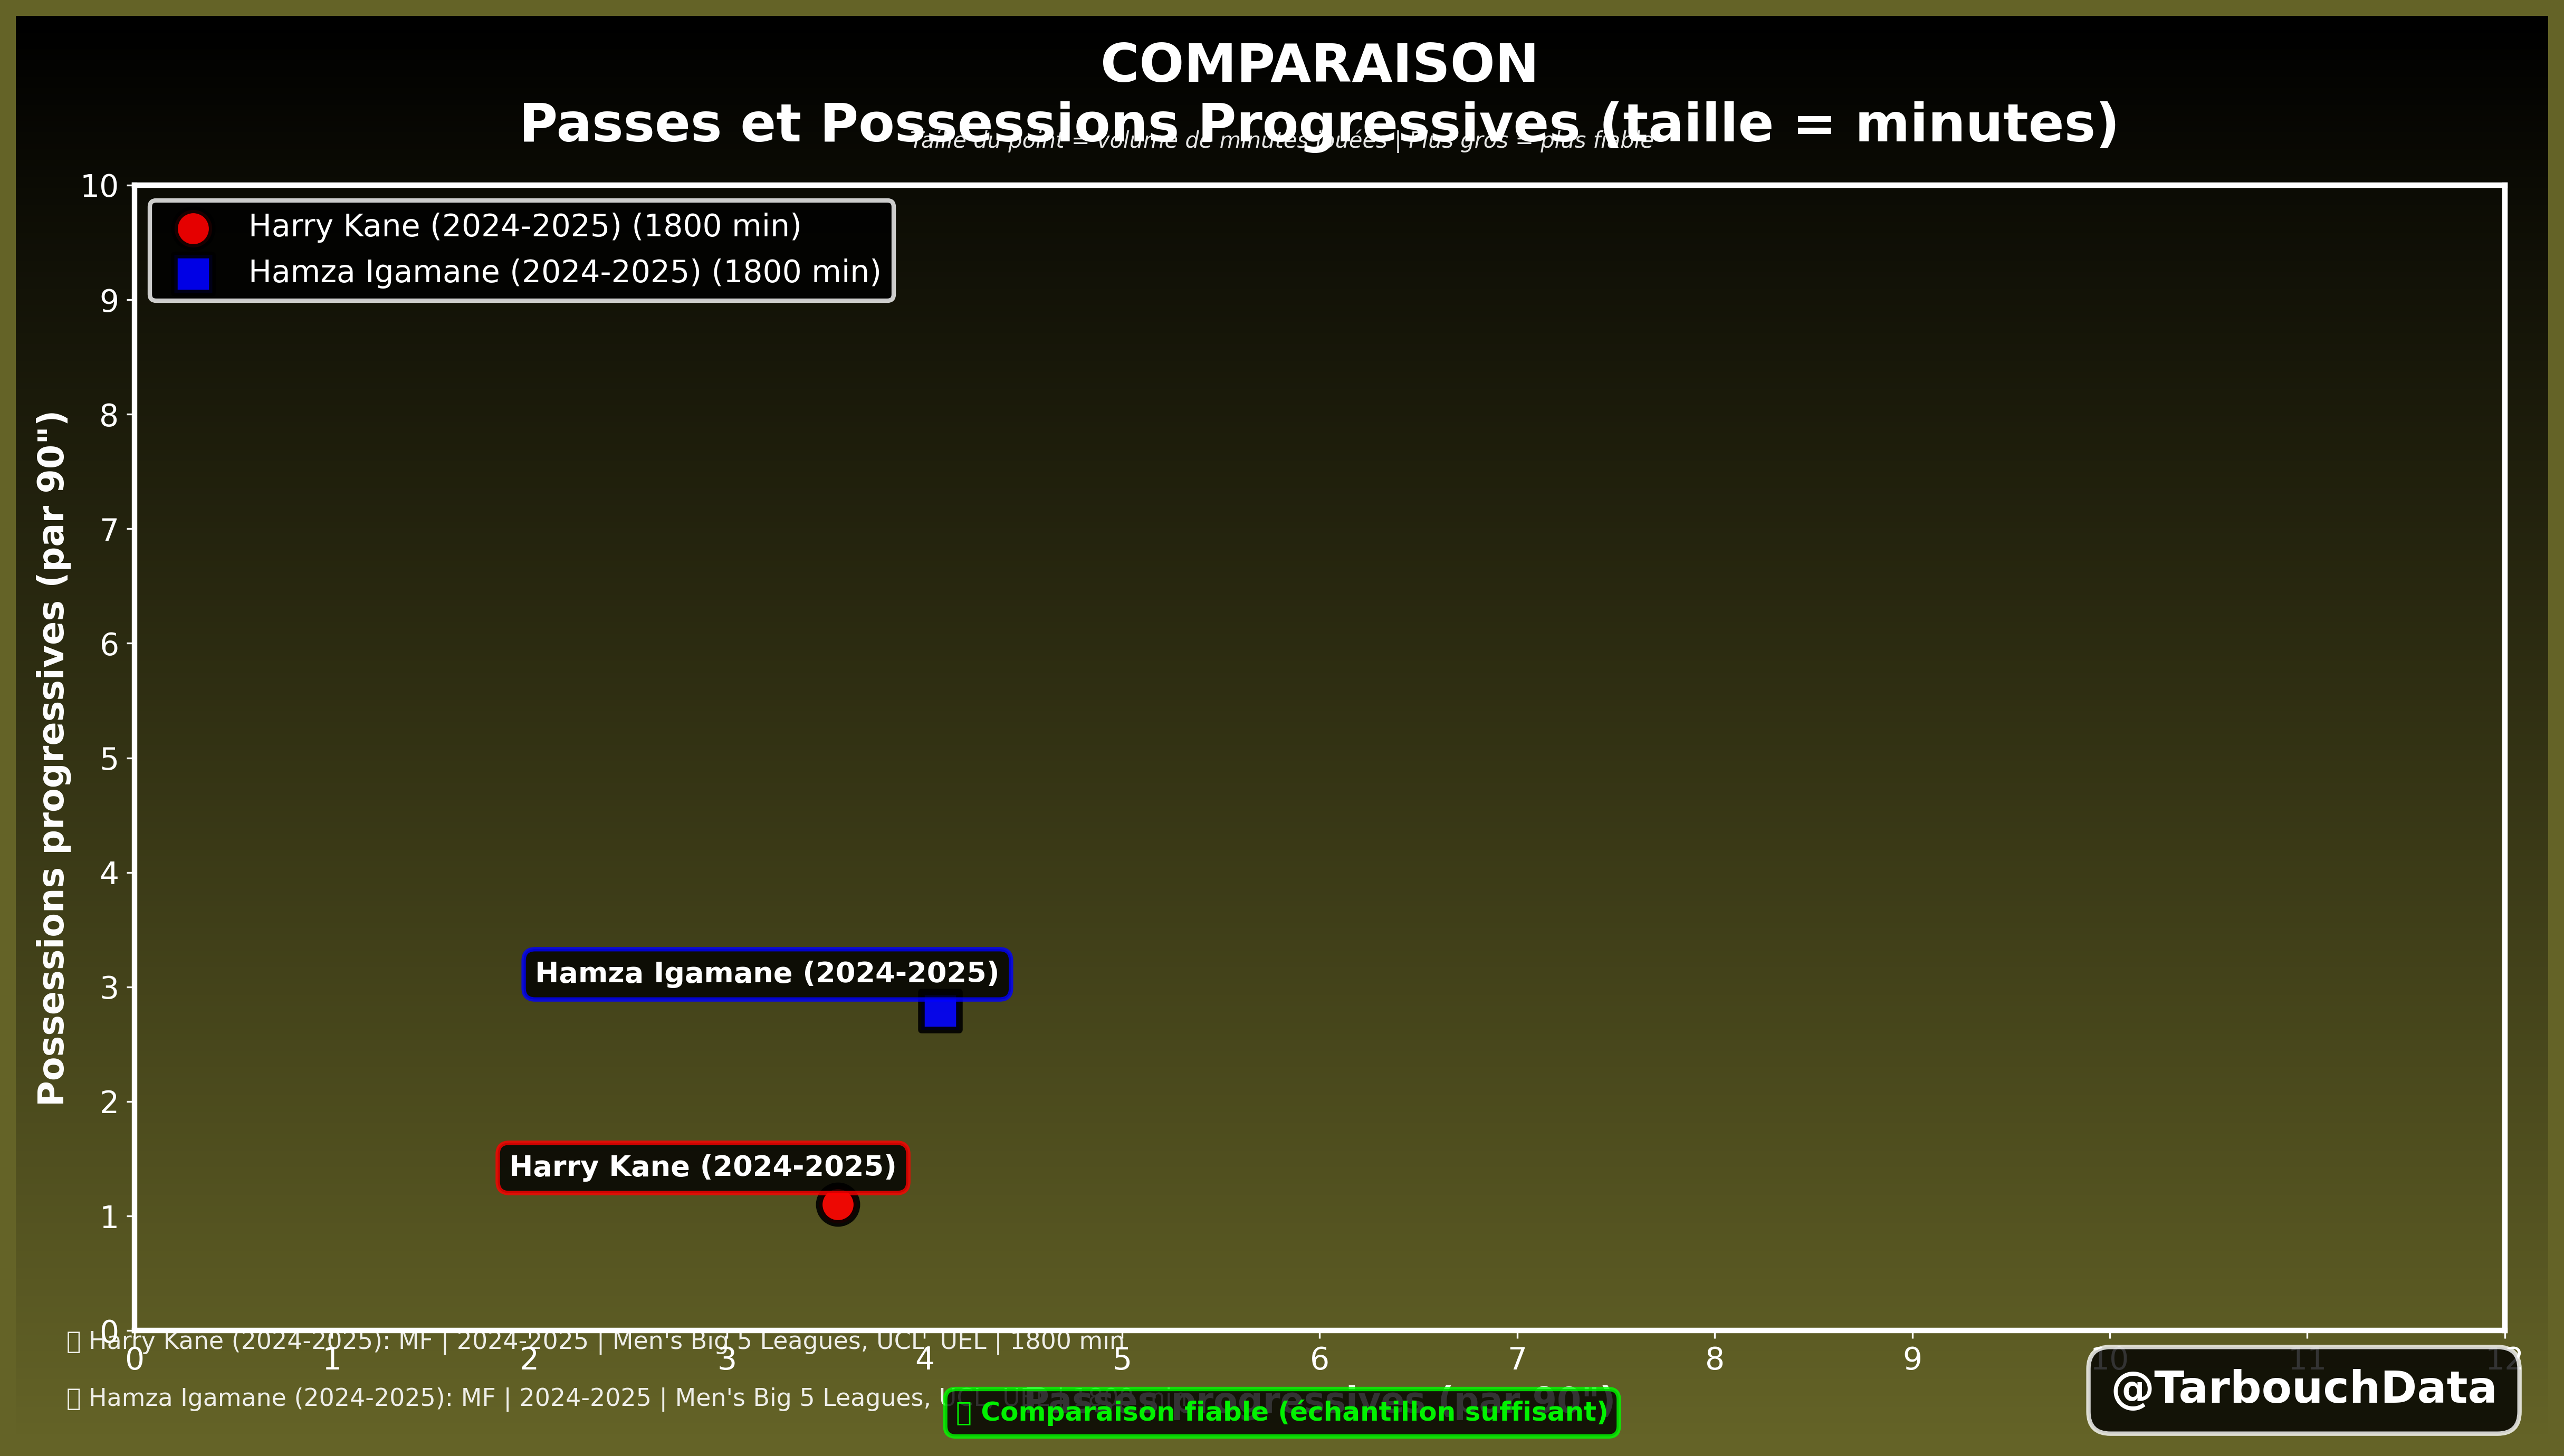 COMPARAISON
Passes et Possessions Progressives (taille = minutes)
Taille du point = volume de minutes jouées | Plus gros = plus fiable
Harry Kane (2024-2025) (1800 min)
Hamza Igamane (2024-2025) (1800 min)
Possessions progressives (par 90")
10
9
8
7
6
5
4
3
2
1
0
Hamza Igamane (2024-2025)
Harry Kane (2024-2025)
Harry Kane (2024-2025): MF | 2024-2025 | Men's Big 5 Leagues, UCL, UEL | 1800 min
0 1 2 3 4 5 6 7 8 9 10 11 12
Passes progressives (par 90")
Hamza Igamane (2024-2025): MF | 2024-2025 | Men's Big 5 Leagues, UCL, UEL | 1800 min
Comparaison fiable (échantillon suffisant)
@TarbouchData